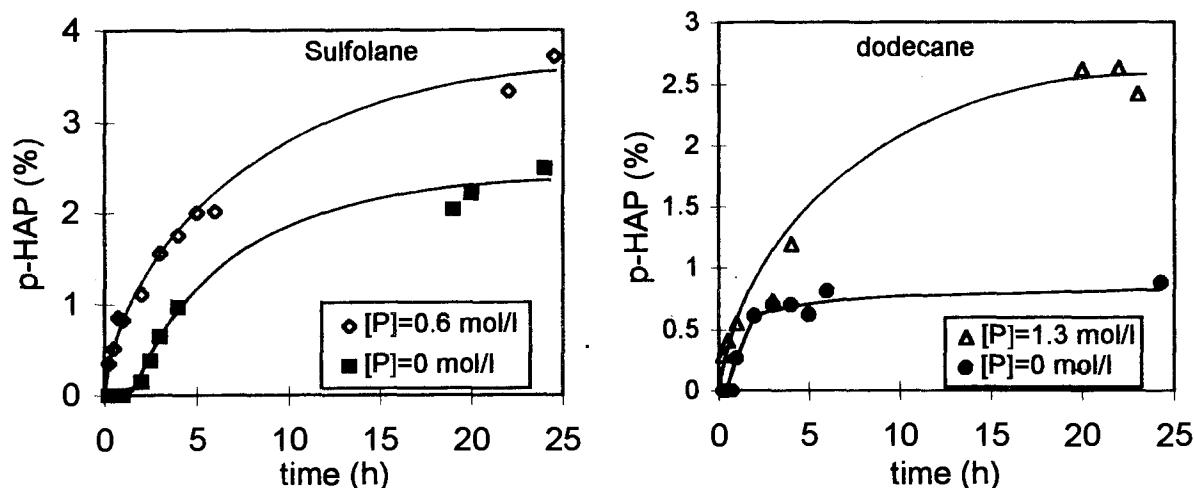 Sulfolane
p-HAP (%)
4
3
2
1
0
0 5 10 15 20 25
time (h)
[P]=0.6 mol/l
[P]=0 mol/l
dodecane
p-HAP (%)
3
2.5
2
1.5
1
0.5
0
0 5 10 15 20 25
time (h)
[P]=1.3 mol/l
[P]=0 mol/l